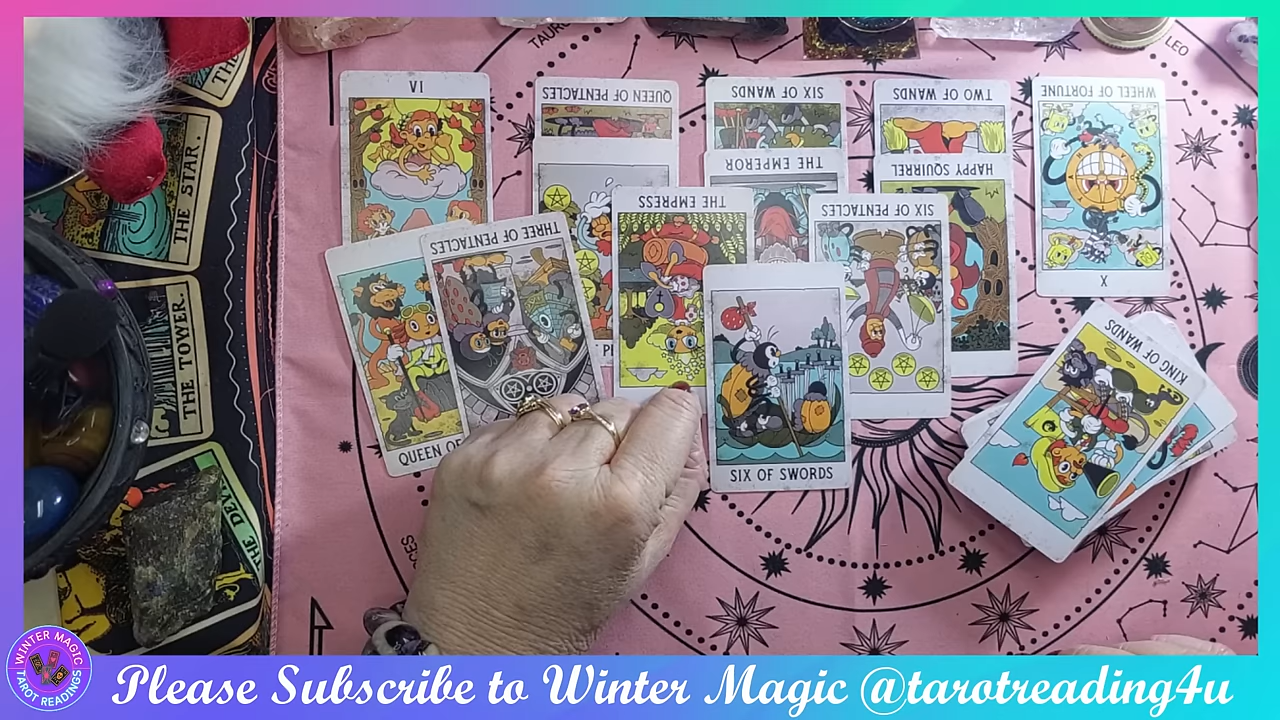 TAURUS
LEO
THE STAR.
VI
QUEEN OF PENTACLES
SIX OF WANDS
TWO OF WANDS
WHEEL OF FORTUNE
THE EMPEROR
HAPPY SQUIRREL
THREE OF PENTACLES
THE EMPRESS
SIX OF PENTACLES
X
THE TOWER.
KING OF WANDS
QUEEN OF
SIX OF SWORDS
WINTER MAGIC
TAROT READINGS
Please Subscribe to Winter Magic @tarotreading4u